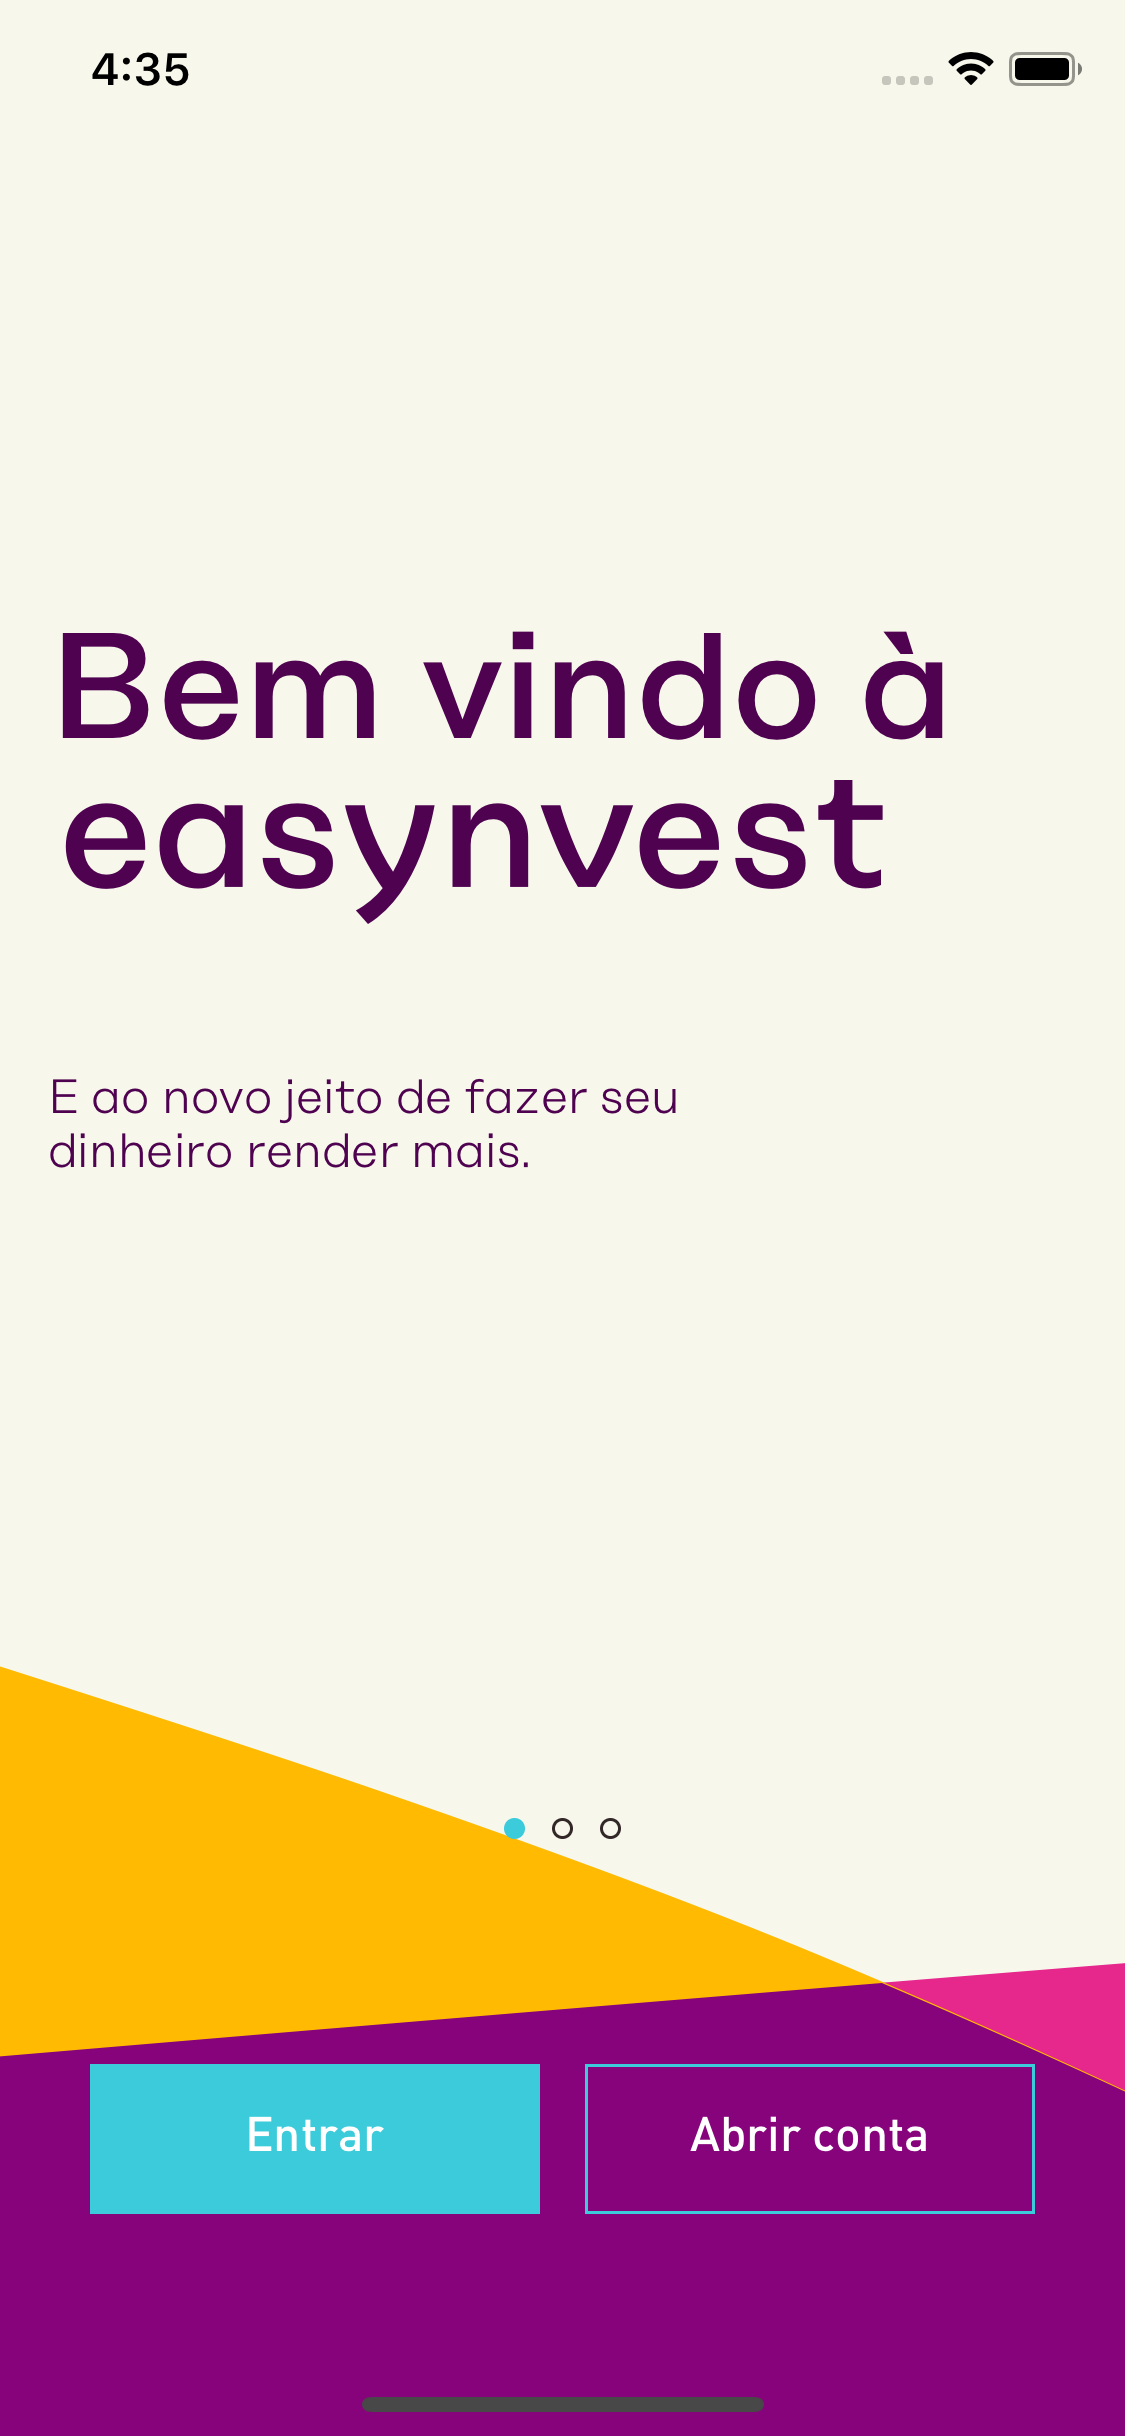 4:35
Bem vindo à
easynvest
E ao novo jeito de fazer seu
dinheiro render mais.
Entrar
Abrir conta